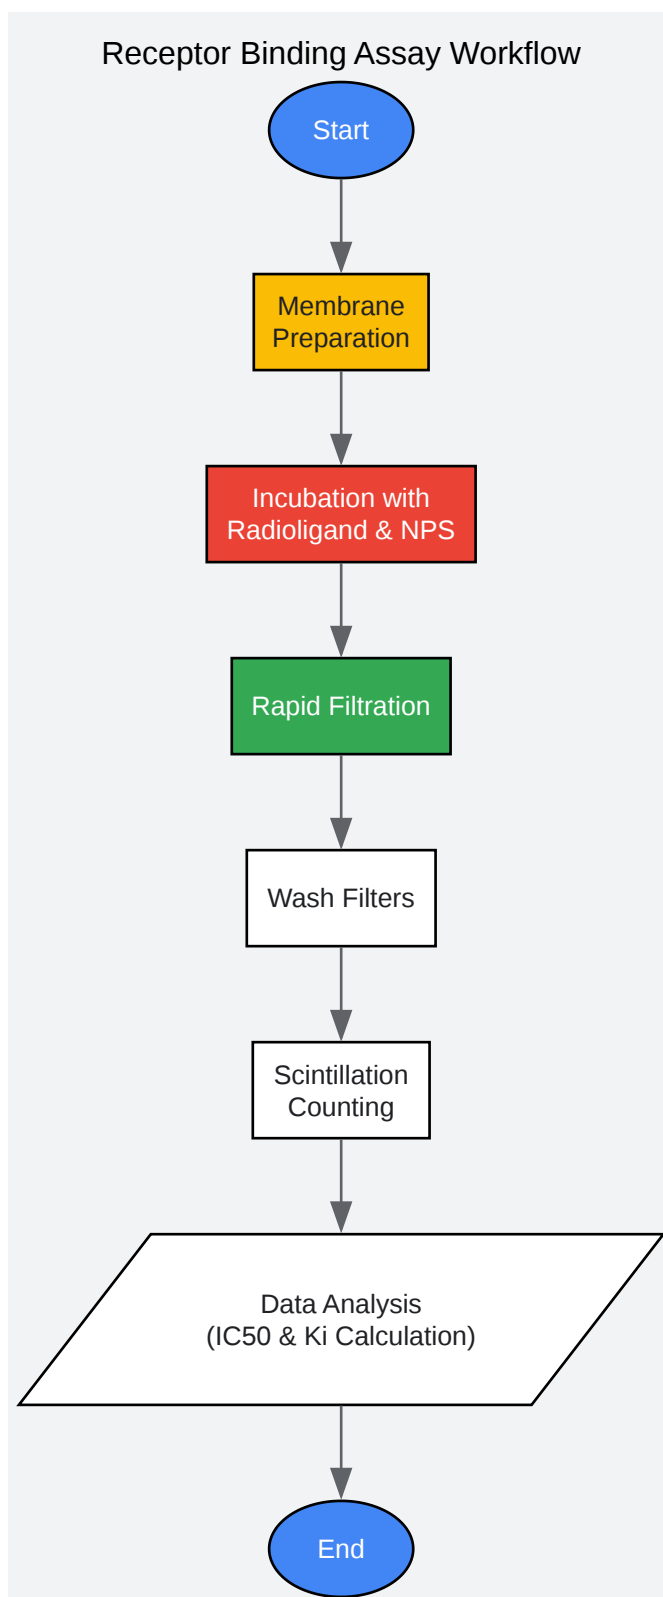 Receptor Binding Assay Workflow
Start
Membrane
Preparation
Incubation with
Radioligand & NPS
Rapid Filtration
Wash Filters
Scintillation
Counting
Data Analysis
(IC50 & Ki Calculation)
End